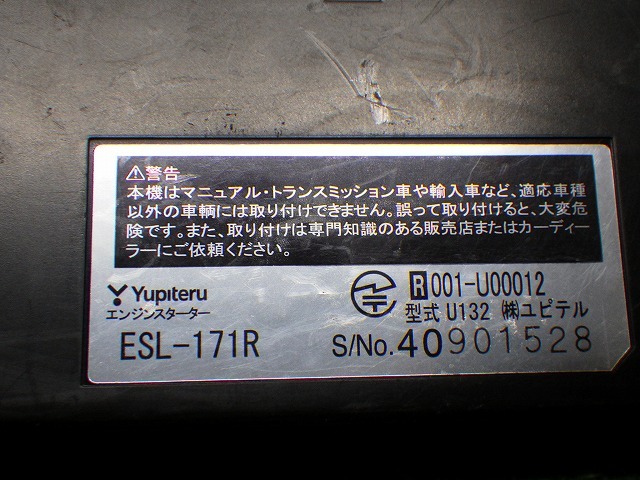 ⚠警告
本機はマニュアル・トランスミッション車や輸入車など、適応車種
以外の車輌には取り付けできません。誤って取り付けると、大変危
険です。また、取り付けは専門知識のある販売店またはカーディー
ラーにご依頼ください。
Yupiteru
エンジンスターター
ESL-171R
R001-U00012
型式 U132 ㈱ユピテル
S/No.40901528